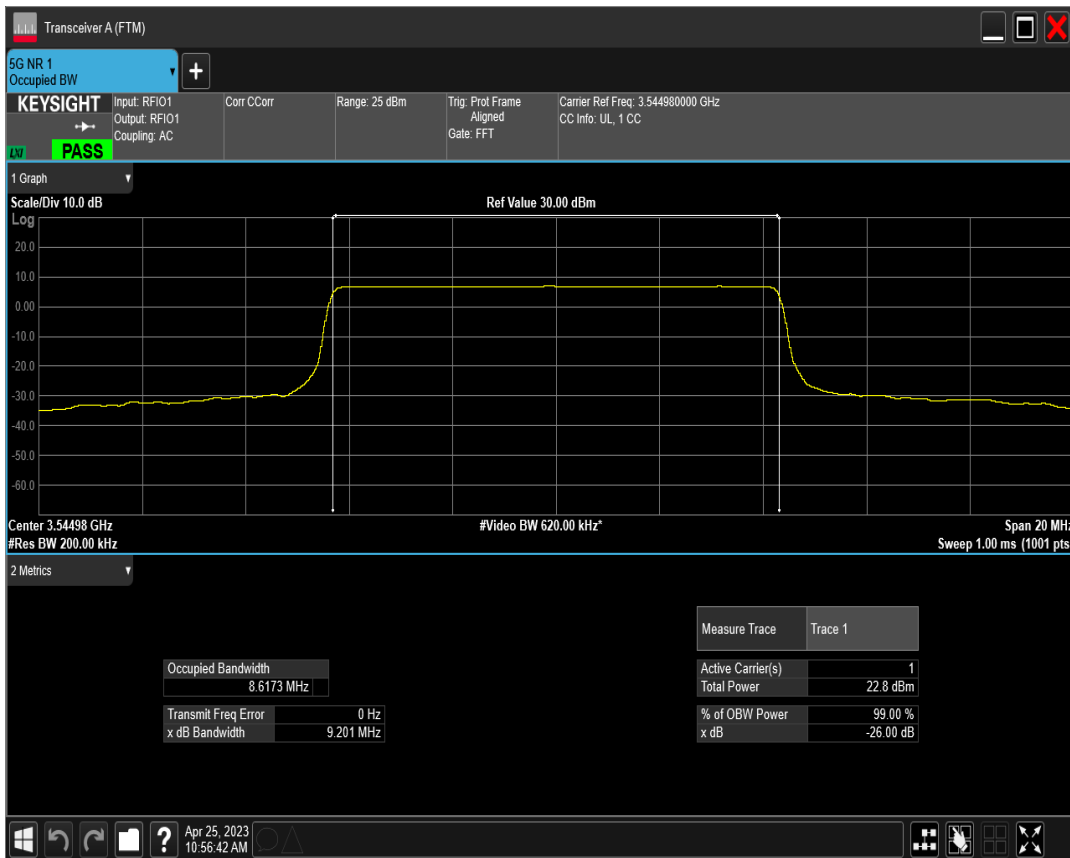 Transceiver A (FTM)
5G NR 1
Occupied BW
+
KEYSIGHT
LXI
PASS
Input: RFIO1
Output: RFIO1
Coupling: AC
Corr CCorr
Range: 25 dBm
Trig: Prot Frame
Aligned
Gate: FFT
Carrier Ref Freq: 3.544980000 GHz
CC Info: UL, 1 CC
1 Graph
Scale/Div 10.0 dB
Ref Value 30.00 dBm
Log
20.0
10.0
0.00
-10.0
-20.0
-30.0
-40.0
-50.0
-60.0
Center 3.54498 GHz
#Video BW 620.00 kHz*
Span 20 MHz
#Res BW 200.00 kHz
Sweep 1.00 ms (1001 pts
2 Metrics
Measure Trace Trace 1
Occupied Bandwidth
8.6173 MHz
Active Carrier(s) 1
Total Power 22.8 dBm
Transmit Freq Error 0 Hz
x dB Bandwidth 9.201 MHz
% of OBW Power 99.00 %
x dB -26.00 dB
?
Apr 25, 2023
10:56:42 AM